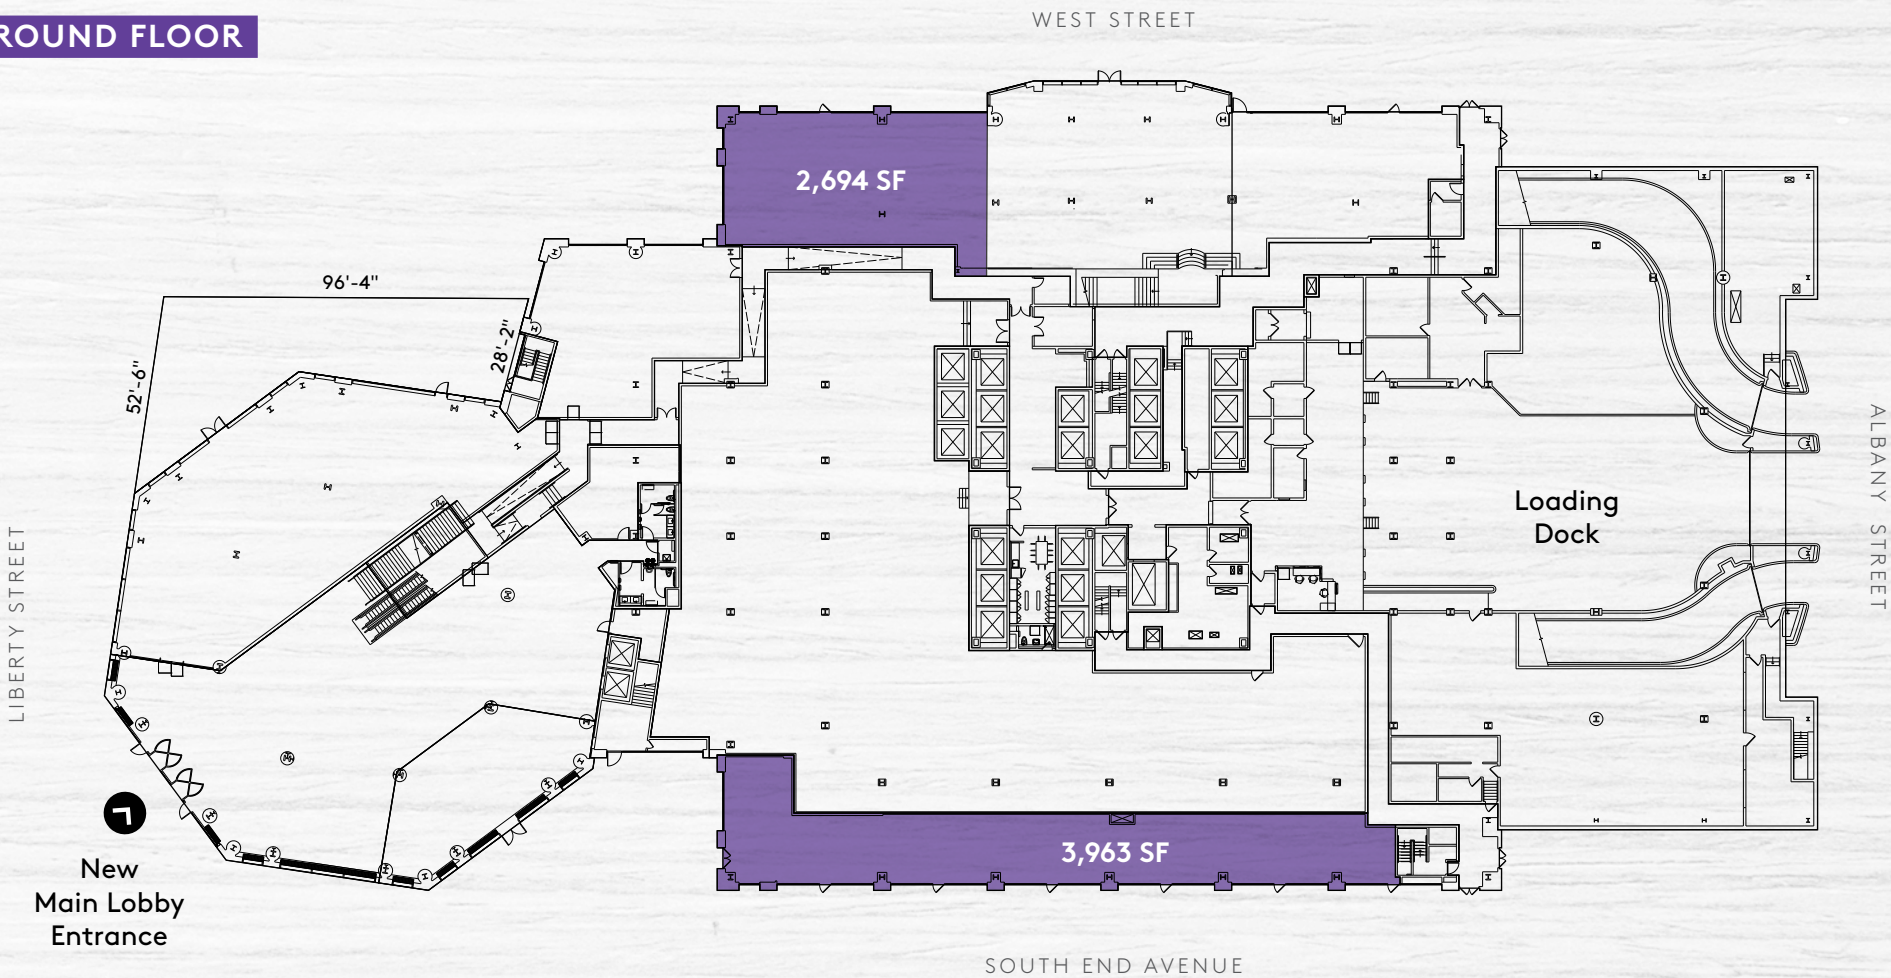 WEST STREET
ROUND FLOOR
2,694 SF
96'-4"
28'-2"
52'-6"
LIBERTY STREET
ALBANY STREET
Loading
Dock
3,963 SF
New
Main Lobby
Entrance
SOUTH END AVENUE